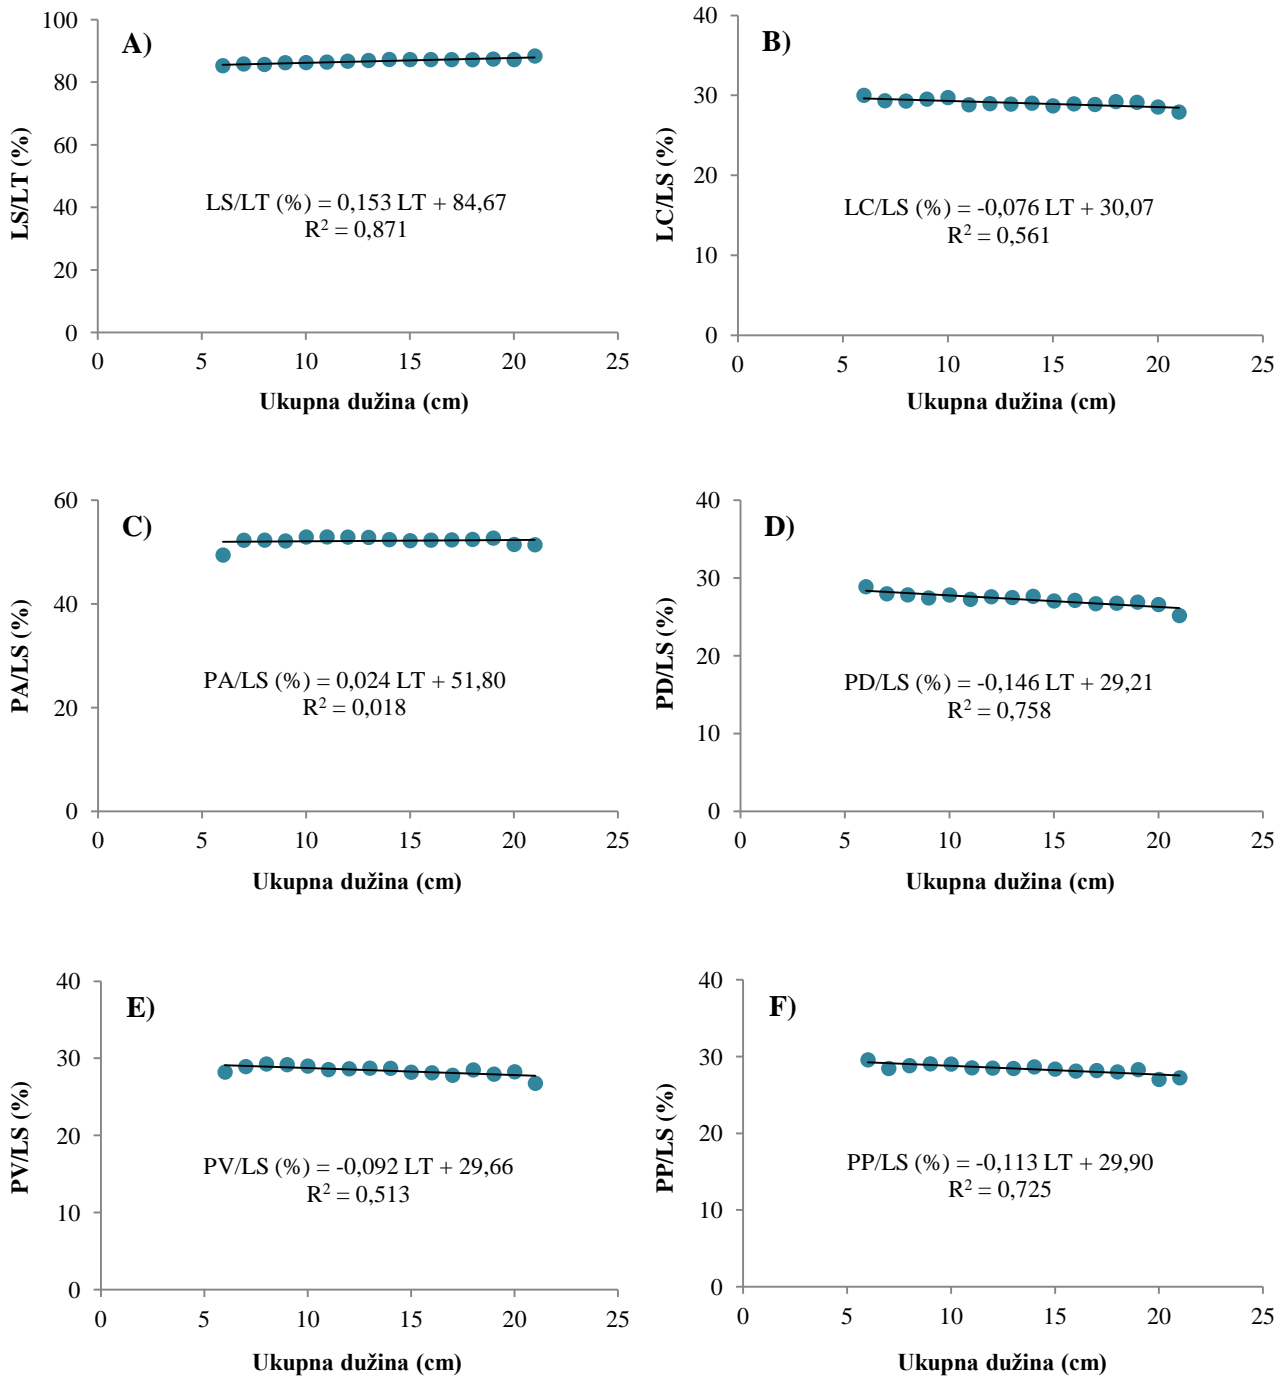 A)
LS/LT (%)
100
80
60
40
20
0
LS/LT (%) = 0,153 LT + 84,67
R² = 0,871
0 5 10 15 20 25
Ukupna dužina (cm)
B)
LC/LS (%)
40
30
20
10
0
LC/LS (%) = -0,076 LT + 30,07
R² = 0,561
0 5 10 15 20 25
Ukupna dužina (cm)
C)
PA/LS (%)
60
40
20
0
PA/LS (%) = 0,024 LT + 51,80
R² = 0,018
0 5 10 15 20 25
Ukupna dužina (cm)
D)
PD/LS (%)
40
30
20
10
0
PD/LS (%) = -0,146 LT + 29,21
R² = 0,758
0 5 10 15 20 25
Ukupna dužina (cm)
E)
PV/LS (%)
40
30
20
10
0
PV/LS (%) = -0,092 LT + 29,66
R² = 0,513
0 5 10 15 20 25
Ukupna dužina (cm)
F)
PP/LS (%)
40
30
20
10
0
PP/LS (%) = -0,113 LT + 29,90
R² = 0,725
0 5 10 15 20 25
Ukupna dužina (cm)